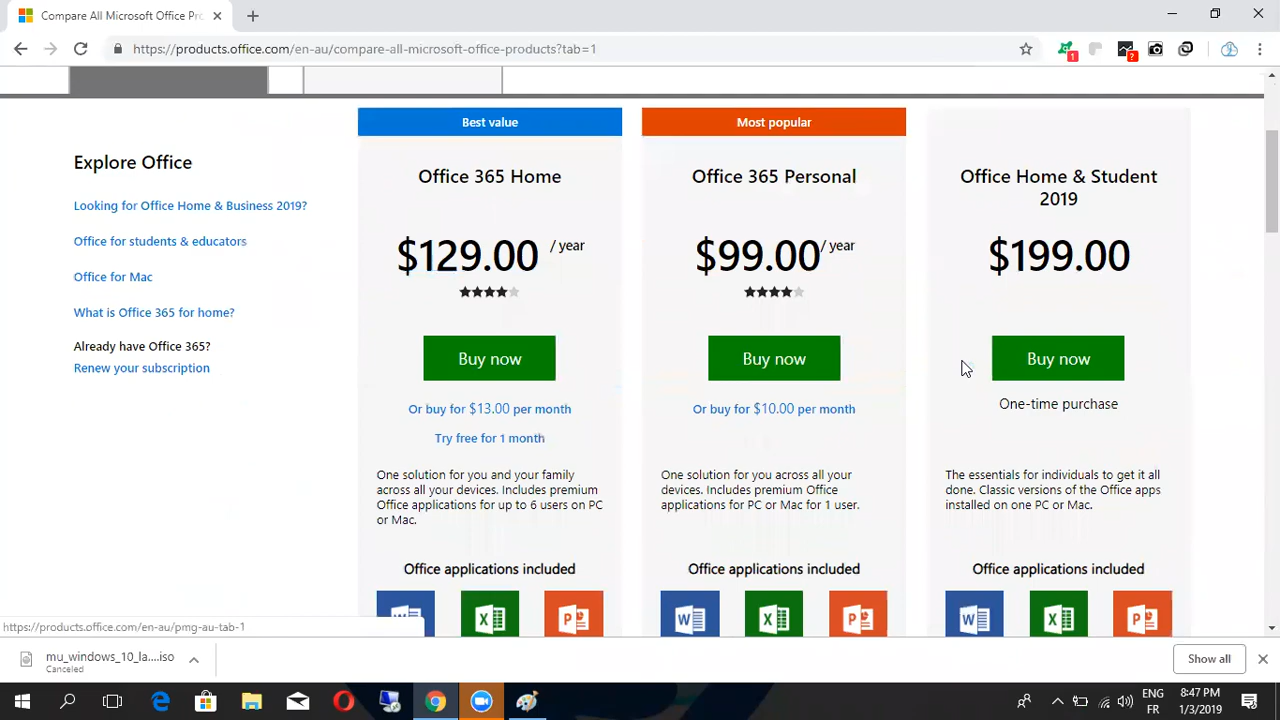 Compare All Microsoft Office Pro
https://products.office.com/en-au/compare-all-microsoft-office-products?tab=1
1
?
Best value
Most popular
Explore Office
Looking for Office Home & Business 2019?
Office for students & educators
Office for Mac
What is Office 365 for home?
Already have Office 365?
Renew your subscription
Office 365 Home
$129.00 / year
Buy now
Or buy for $13.00 per month
Try free for 1 month
One solution for you and your family
across all your devices. Includes premium
Office applications for up to 6 users on PC
or Mac.
Office applications included
W
X
P
Office 365 Personal
$99.00 / year
Buy now
Or buy for $10.00 per month
One solution for you across all your
devices. Includes premium Office
applications for PC or Mac for 1 user.
Office applications included
W
X
P
Office Home & Student
2019
$199.00
Buy now
One-time purchase
The essentials for individuals to get it all
done. Classic versions of the Office apps
installed on one PC or Mac.
Office applications included
W
X
P
https://products.office.com/en-au/pmg-au-tab-1
mu_windows_10_la....iso
Canceled
Show all
ENG
FR
8:47 PM
1/3/2019